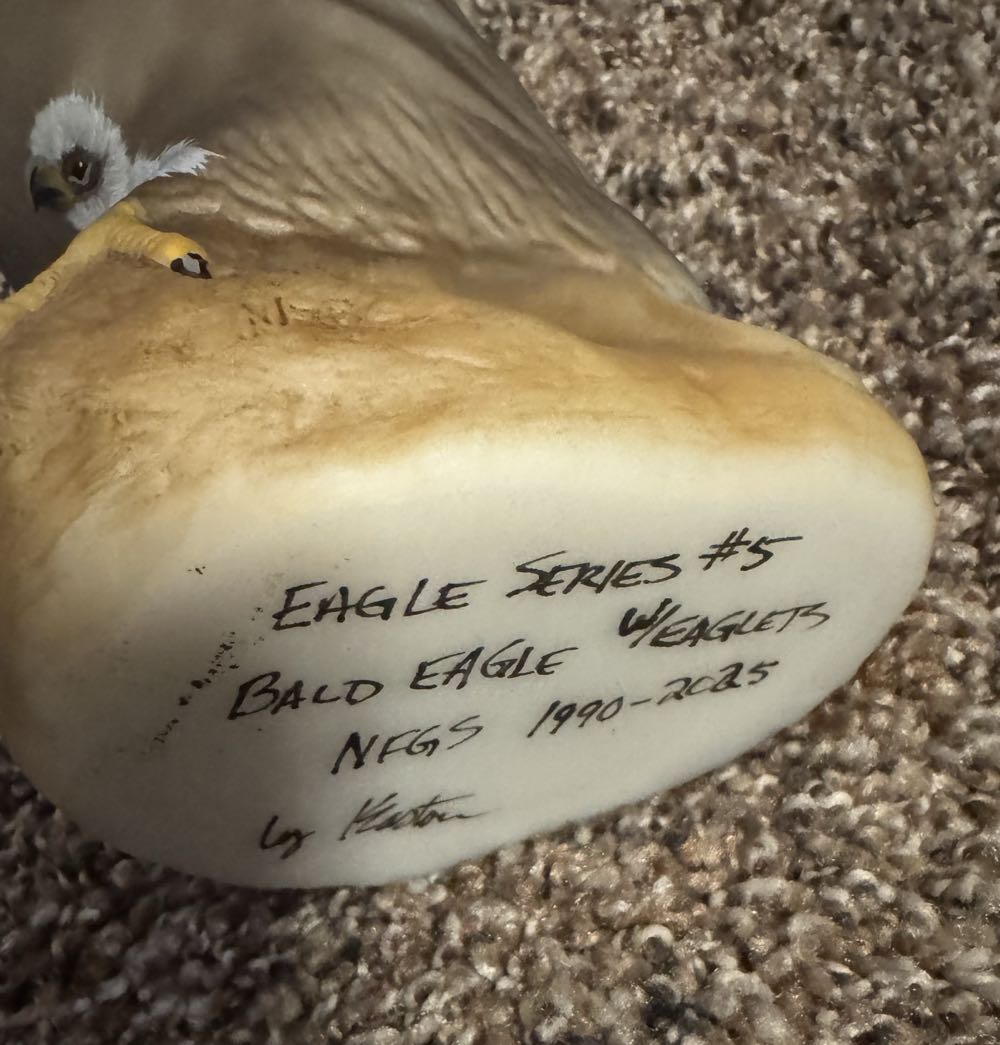 EAGLE SERIES #5
BALD EAGLE W/EAGLETS
NFGS 1990-2025
by